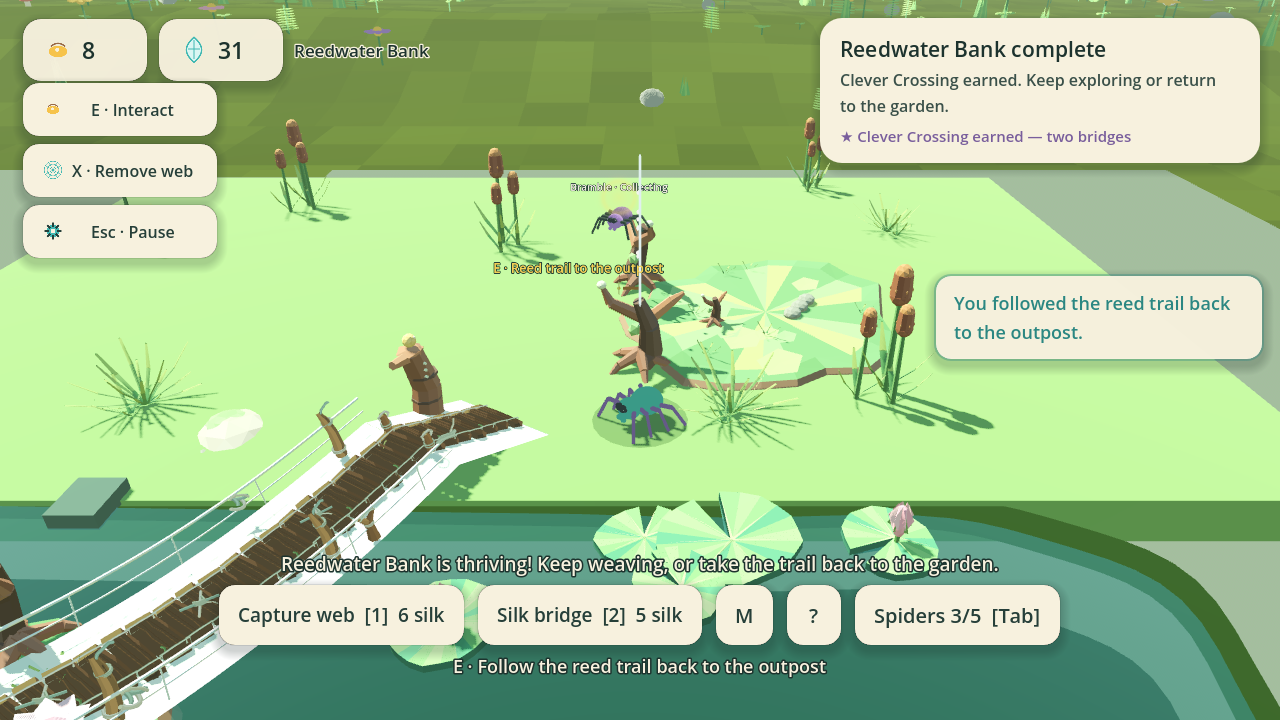 8
31
Reedwater Bank
E · Interact
X · Remove web
Esc · Pause
Reedwater Bank complete
Clever Crossing earned. Keep exploring or return
to the garden.
★ Clever Crossing earned — two bridges
Bramble · Collecting
E · Reed trail to the outpost
You followed the reed trail back
to the outpost.
Reedwater Bank is thriving! Keep weaving, or take the trail back to the garden.
Capture web [1] 6 silk
Silk bridge [2] 5 silk
M
?
Spiders 3/5 [Tab]
E · Follow the reed trail back to the outpost